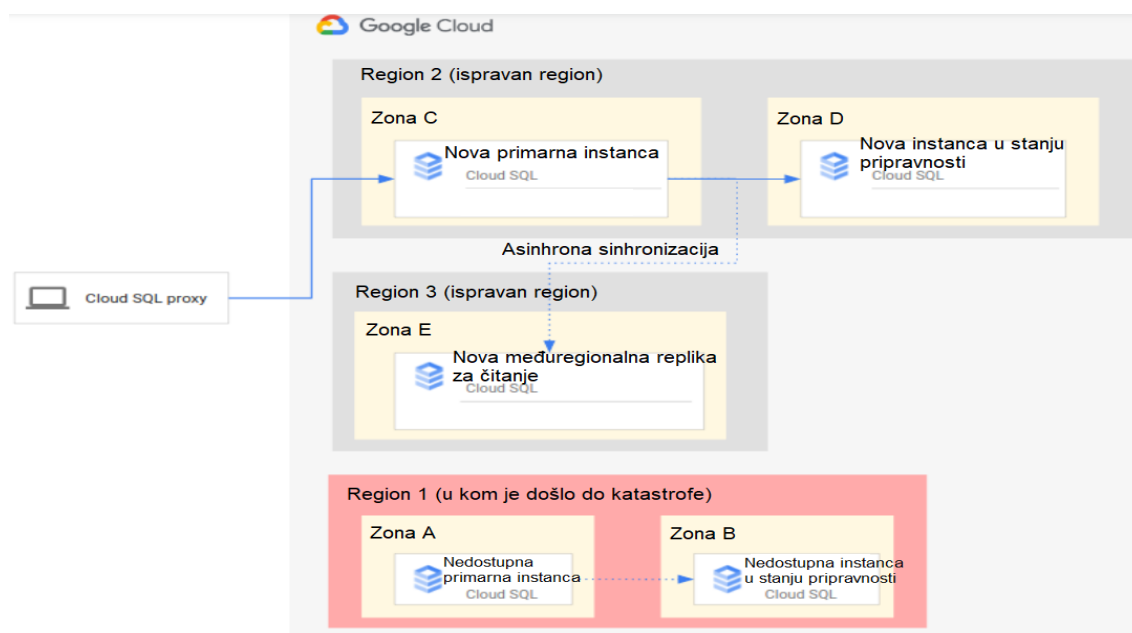 Google Cloud
Region 2 (ispravan region)
Zona C
Nova primarna instanca
Cloud SQL
Zona D
Nova instanca u stanju
pripravnosti
Cloud SQL
Asinhrona sinhronizacija
Cloud SQL proxy
Region 3 (ispravan region)
Zona E
Nova međuregionalna replika
za čitanje
Cloud SQL
Region 1 (u kom je došlo do katastrofe)
Zona A
Nedostupna
primarna instanca
Cloud SQL
Zona B
Nedostupna instanca
u stanju pripravnosti
Cloud SQL